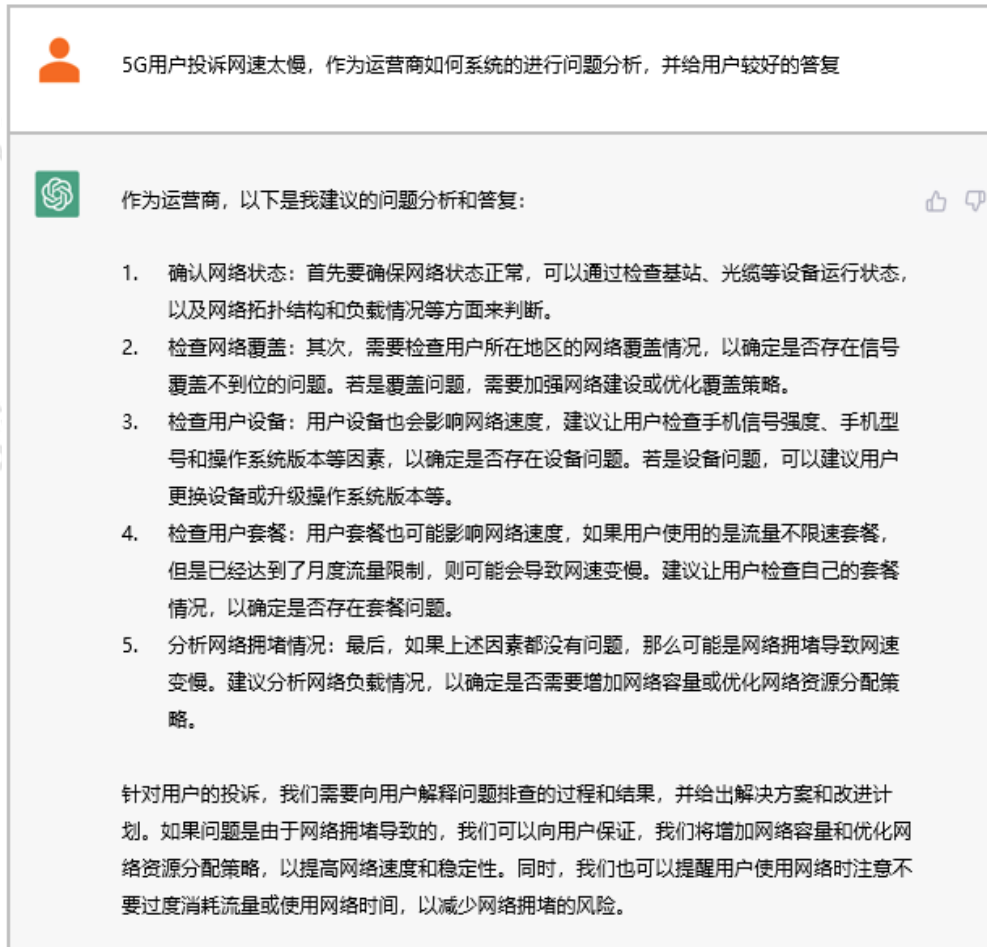 5G用户投诉网速太慢，作为运营商如何系统的进行问题分析，并给用户较好的答复
作为运营商，以下是我建议的问题分析和答复：
1. 确认网络状态：首先要确保网络状态正常，可以通过检查基站、光缆等设备运行状态，
以及网络拓扑结构和负载情况等方面来判断。
2. 检查网络覆盖：其次，需要检查用户所在地区的网络覆盖情况，以确定是否存在信号
覆盖不到位的问题。若是覆盖问题，需要加强网络建设或优化覆盖策略。
3. 检查用户设备：用户设备也会影响网络速度，建议让用户检查手机信号强度、手机型
号和操作系统版本等因素，以确定是否存在设备问题。若是设备问题，可以建议用户
更换设备或升级操作系统版本等。
4. 检查用户套餐：用户套餐也可能影响网络速度，如果用户使用的是流量不限速套餐，
但是已经达到了月度流量限制，则可能会导致网速变慢。建议让用户检查自己的套餐
情况，以确定是否存在套餐问题。
5. 分析网络拥堵情况：最后，如果上述因素都没有问题，那么可能是网络拥堵导致网速
变慢。建议分析网络负载情况，以确定是否需要增加网络容量或优化网络资源分配策
略。
针对用户的投诉，我们需要向用户解释问题排查的过程和结果，并给出解决方案和改进计
划。如果问题是由于网络拥堵导致的，我们可以向用户保证，我们将增加网络容量和优化网
络资源分配策略，以提高网络速度和稳定性。同时，我们也可以提醒用户使用网络时注意不
要过度消耗流量或使用网络时间，以减少网络拥堵的风险。